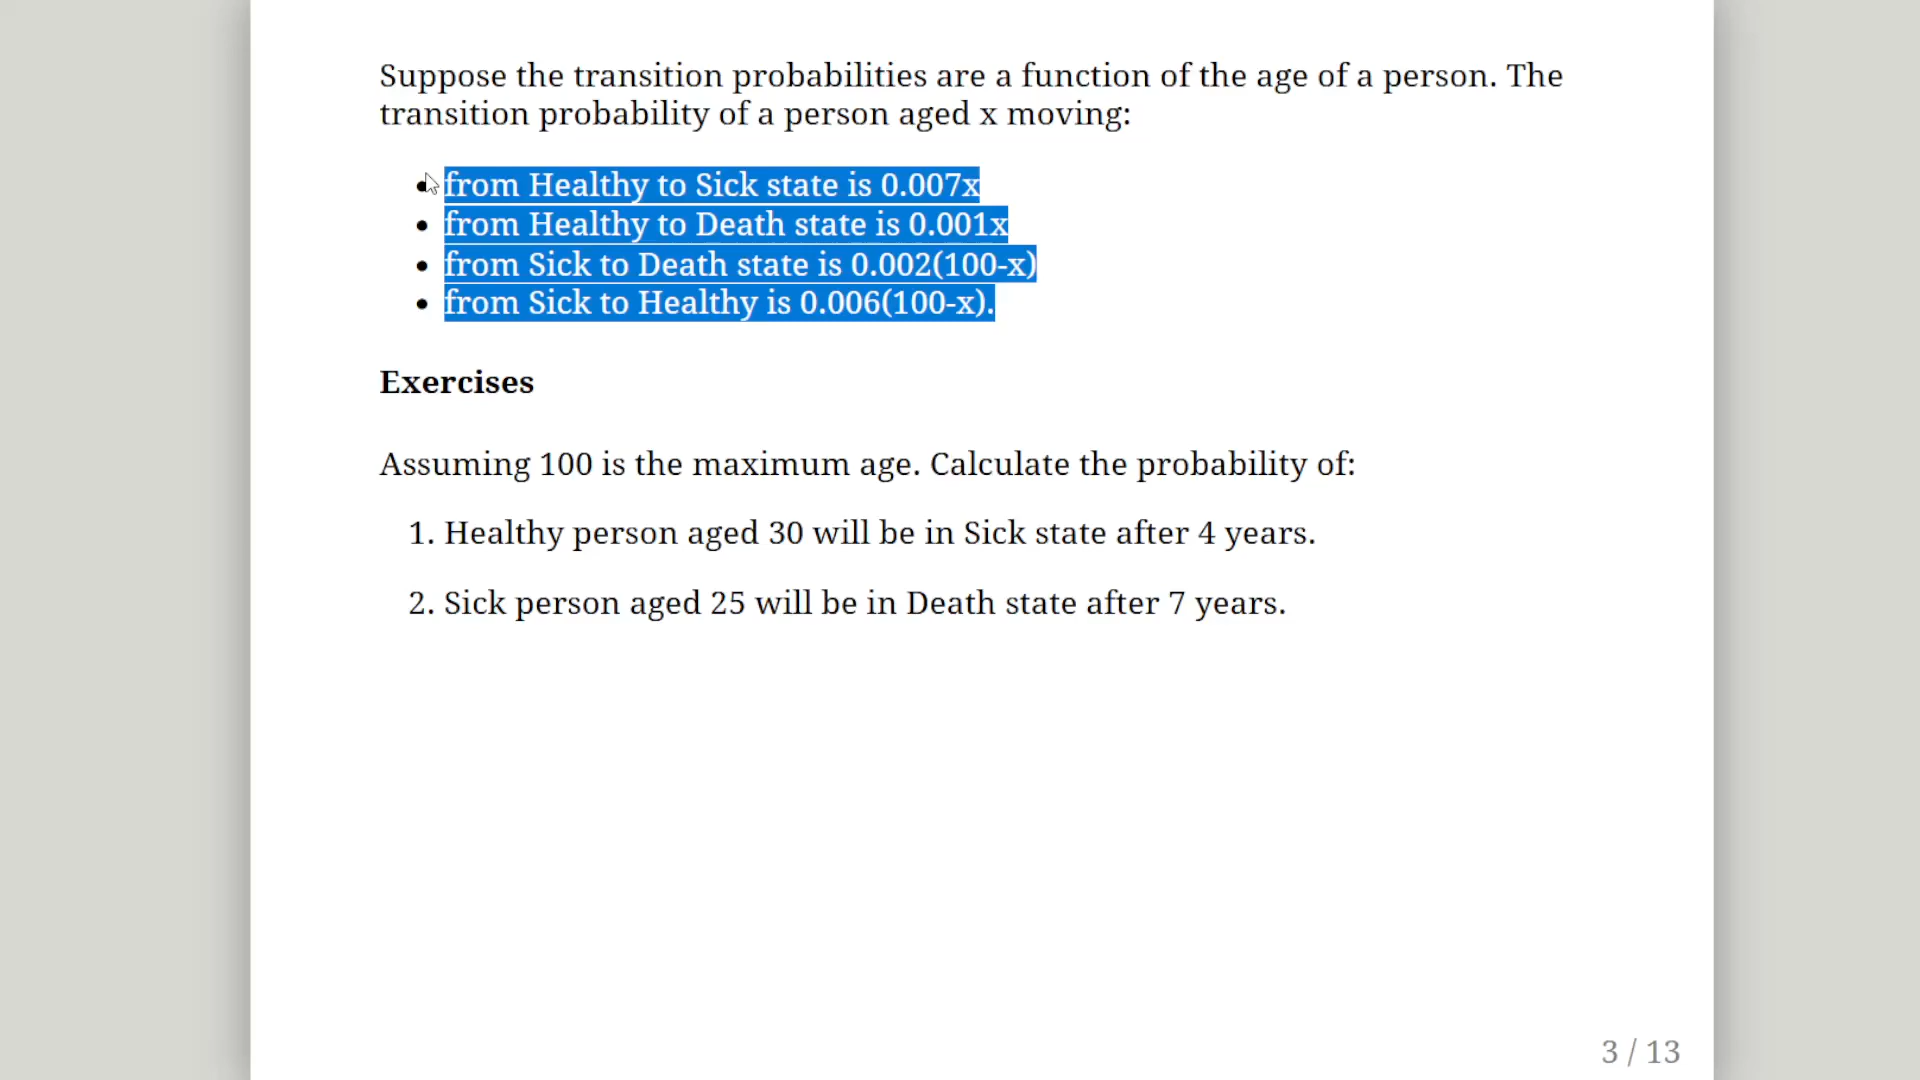 Suppose the transition probabilities are a function of the age of a person. The
transition probability of a person aged x moving:
• from Healthy to Sick state is 0.007x
• from Healthy to Death state is 0.001x
• from Sick to Death state is 0.002(100-x)
• from Sick to Healthy is 0.006(100-x).
Exercises
Assuming 100 is the maximum age. Calculate the probability of:
1. Healthy person aged 30 will be in Sick state after 4 years.
2. Sick person aged 25 will be in Death state after 7 years.
3 / 13